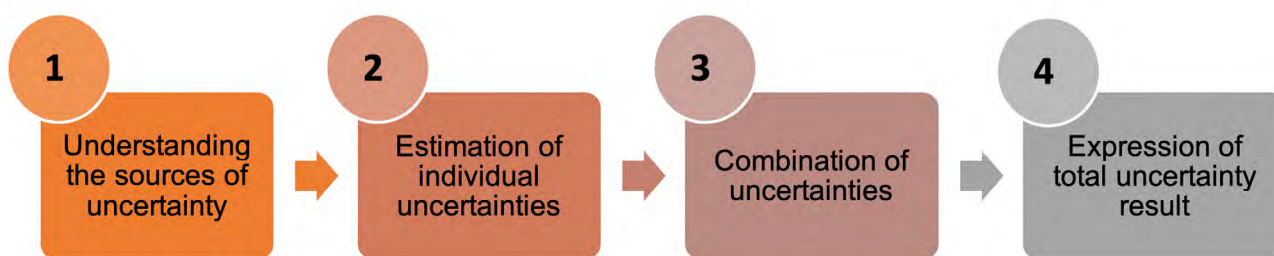 1
Understanding
the sources of
uncertainty
2
Estimation of
individual
uncertainties
3
Combination of
uncertainties
4
Expression of
total uncertainty
result